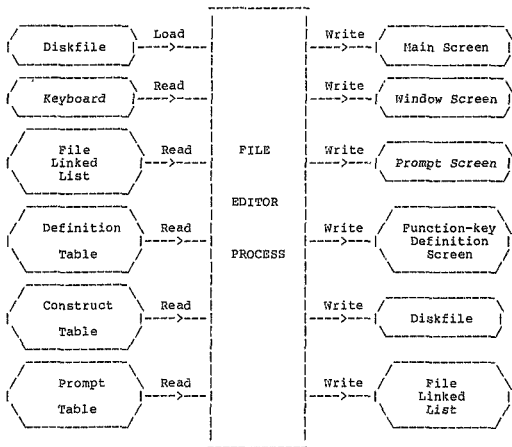 Load
Write
Diskfile
Main Screen
Read
Write
Keyboard
Window Screen
File
Linked
List
Read
FILE
Write
Prompt Screen
EDITOR
Definition
Table
Read
PROCESS
Write
Function-key
Definition
Screen
Construct
Table
Read
Write
Diskfile
Prompt
Table
Read
Write
File
Linked
List